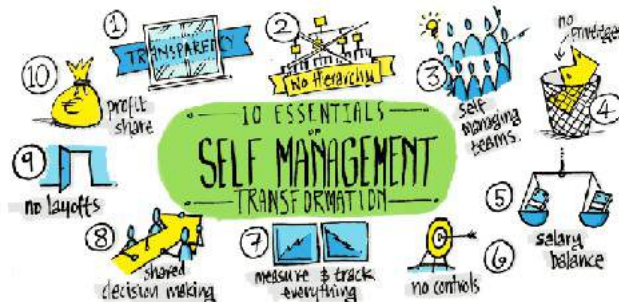 10 ESSENTIALS
OF
SELF MANAGEMENT
TRANSFORMATION
1
TRANSPARENCY
2
No Hierarchy
3
self
managing
teams.
no
privileges
4
5
salary
balance
6
no controls
7
measure & track
everything
8
shared
decision making
9
no layoffs
10
profit
share